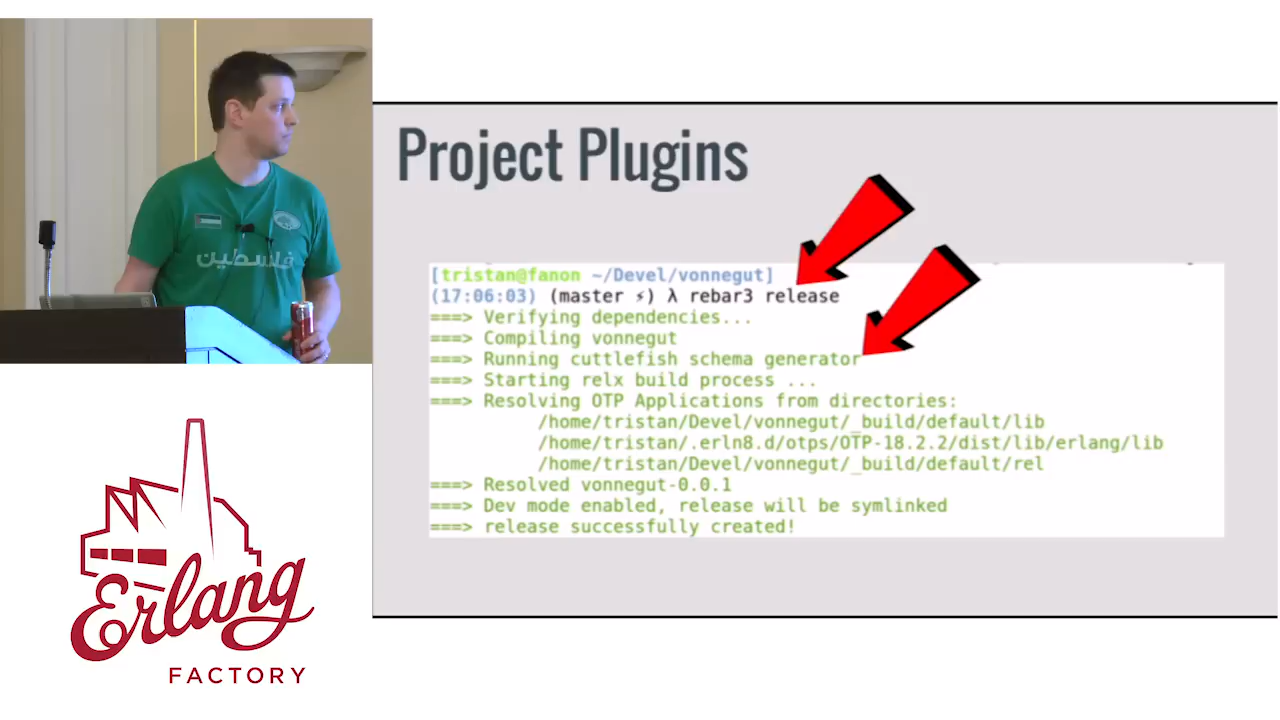 فلسطين
Project Plugins
[tristan@fanon ~/Devel/vonnegut]
(17:06:03) (master ⚡) λ rebar3 release
===> Verifying dependencies...
===> Compiling vonnegut
===> Running cuttlefish schema generator
===> Starting relx build process ...
===> Resolving OTP Applications from directories:
/home/tristan/Devel/vonnegut/_build/default/lib
/home/tristan/.erln8.d/otps/OTP-18.2.2/dist/lib/erlang/lib
/home/tristan/Devel/vonnegut/_build/default/rel
===> Resolved vonnegut-0.0.1
===> Dev mode enabled, release will be symlinked
===> release successfully created!
Erlang
FACTORY